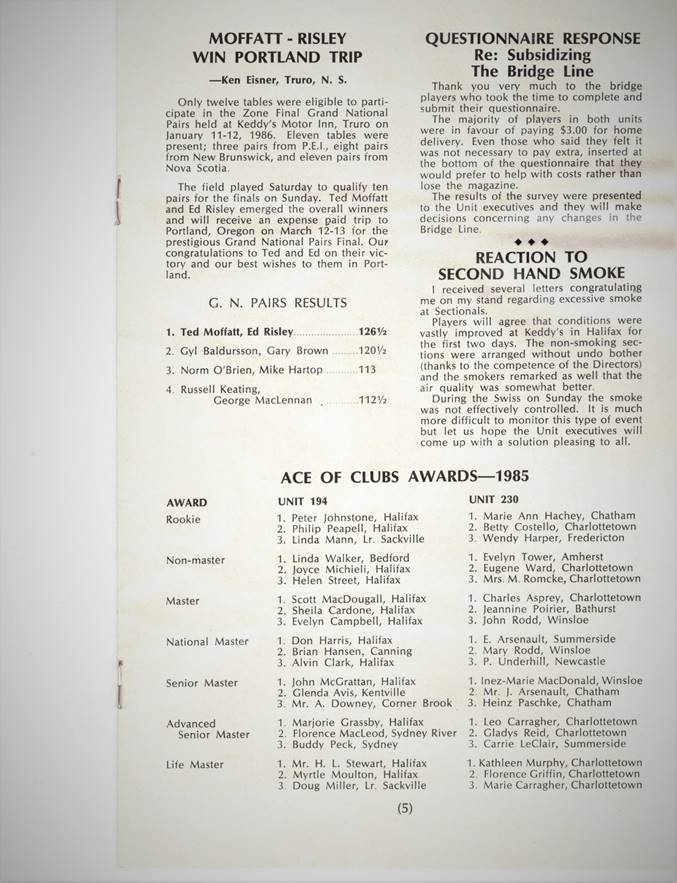 MOFFATT - RISLEY
WIN PORTLAND TRIP
—Ken Eisner, Truro, N. S.
Only twelve tables were eligible to parti-
cipate in the Zone Final Grand National
Pairs held at Keddy's Motor Inn, Truro on
January 11-12, 1986. Eleven tables were
present; three pairs from P.E.I., eight pairs
from New Brunswick, and eleven pairs from
Nova Scotia.
The field played Saturday to qualify ten
pairs for the finals on Sunday. Ted Moffatt
and Ed Risley emerged the overall winners
and will receive an expense paid trip to
Portland, Oregon on March 12-13 for the
prestigious Grand National Pairs Final. Our
congratulations to Ted and Ed on their vic-
tory and our best wishes to them in Port-
land.
G. N. PAIRS RESULTS
1. Ted Moffatt, Ed Risley......................126½
2. Gyl Baldursson, Gary Brown .........120½
3. Norm O'Brien, Mike Hartop............113
4. Russell Keating,
George MacLennan ............112½
QUESTIONNAIRE RESPONSE
Re: Subsidizing
The Bridge Line
Thank you very much to the bridge
players who took the time to complete and
submit their questionnaire.
The majority of players in both units
were in favour of paying $3.00 for home
delivery. Even those who said they felt it
was not necessary to pay extra, inserted at
the bottom of the questionnaire that they
would prefer to help with costs rather than
lose the magazine.
The results of the survey were presented
to the Unit executives and they will make
decisions concerning any changes in the
Bridge Line.
♦ ♦ ♦
REACTION TO
SECOND HAND SMOKE
I received several letters congratulating
me on my stand regarding excessive smoke
at Sectionals.
Players will agree that conditions were
vastly improved at Keddy's in Halifax for
the first two days. The non-smoking sec-
tions were arranged without undo bother
(thanks to the competence of the Directors)
and the smokers remarked as well that the
air quality was somewhat better.
During the Swiss on Sunday the smoke
was not effectively controlled. It is much
more difficult to monitor this type of event
but let us hope the Unit executives will
come up with a solution pleasing to all.
ACE OF CLUBS AWARDS—1985
AWARD UNIT 194 UNIT 230
Rookie 1. Peter Johnstone, Halifax 1. Marie Ann Hachey, Chatham
2. Philip Peapell, Halifax 2. Betty Costello, Charlottetown
3. Linda Mann, Lr. Sackville 3. Wendy Harper, Fredericton
Non-master 1. Linda Walker, Bedford 1. Evelyn Tower, Amherst
2. Joyce Michieli, Halifax 2. Eugene Ward, Charlottetown
3. Helen Street, Halifax 3. Mrs. M. Romcke, Charlottetown
Master 1. Scott MacDougall, Halifax 1. Charles Asprey, Charlottetown
2. Sheila Cardone, Halifax 2. Jeannine Poirier, Bathurst
3. Evelyn Campbell, Halifax 3. John Rodd, Winsloe
National Master 1. Don Harris, Halifax 1. E. Arsenault, Summerside
2. Brian Hansen, Canning 2. Mary Rodd, Winsloe
3. Alvin Clark, Halifax 3. P. Underhill, Newcastle
Senior Master 1. John McGrattan, Halifax 1. Inez-Marie MacDonald, Winsloe
2. Glenda Avis, Kentville 2. Mr. J. Arsenault, Chatham
3. Mr. A. Downey, Corner Brook 3. Heinz Paschke, Chatham
Advanced 1. Marjorie Grassby, Halifax 1. Leo Carragher, Charlottetown
Senior Master 2. Florence MacLeod, Sydney River 2. Gladys Reid, Charlottetown
3. Buddy Peck, Sydney 3. Carrie LeClair, Summerside
Life Master 1. Mr. H. L. Stewart, Halifax 1. Kathleen Murphy, Charlottetown
2. Myrtle Moulton, Halifax 2. Florence Griffin, Charlottetown
3. Doug Miller, Lr. Sackville 3. Marie Carragher, Charlottetown
(5)